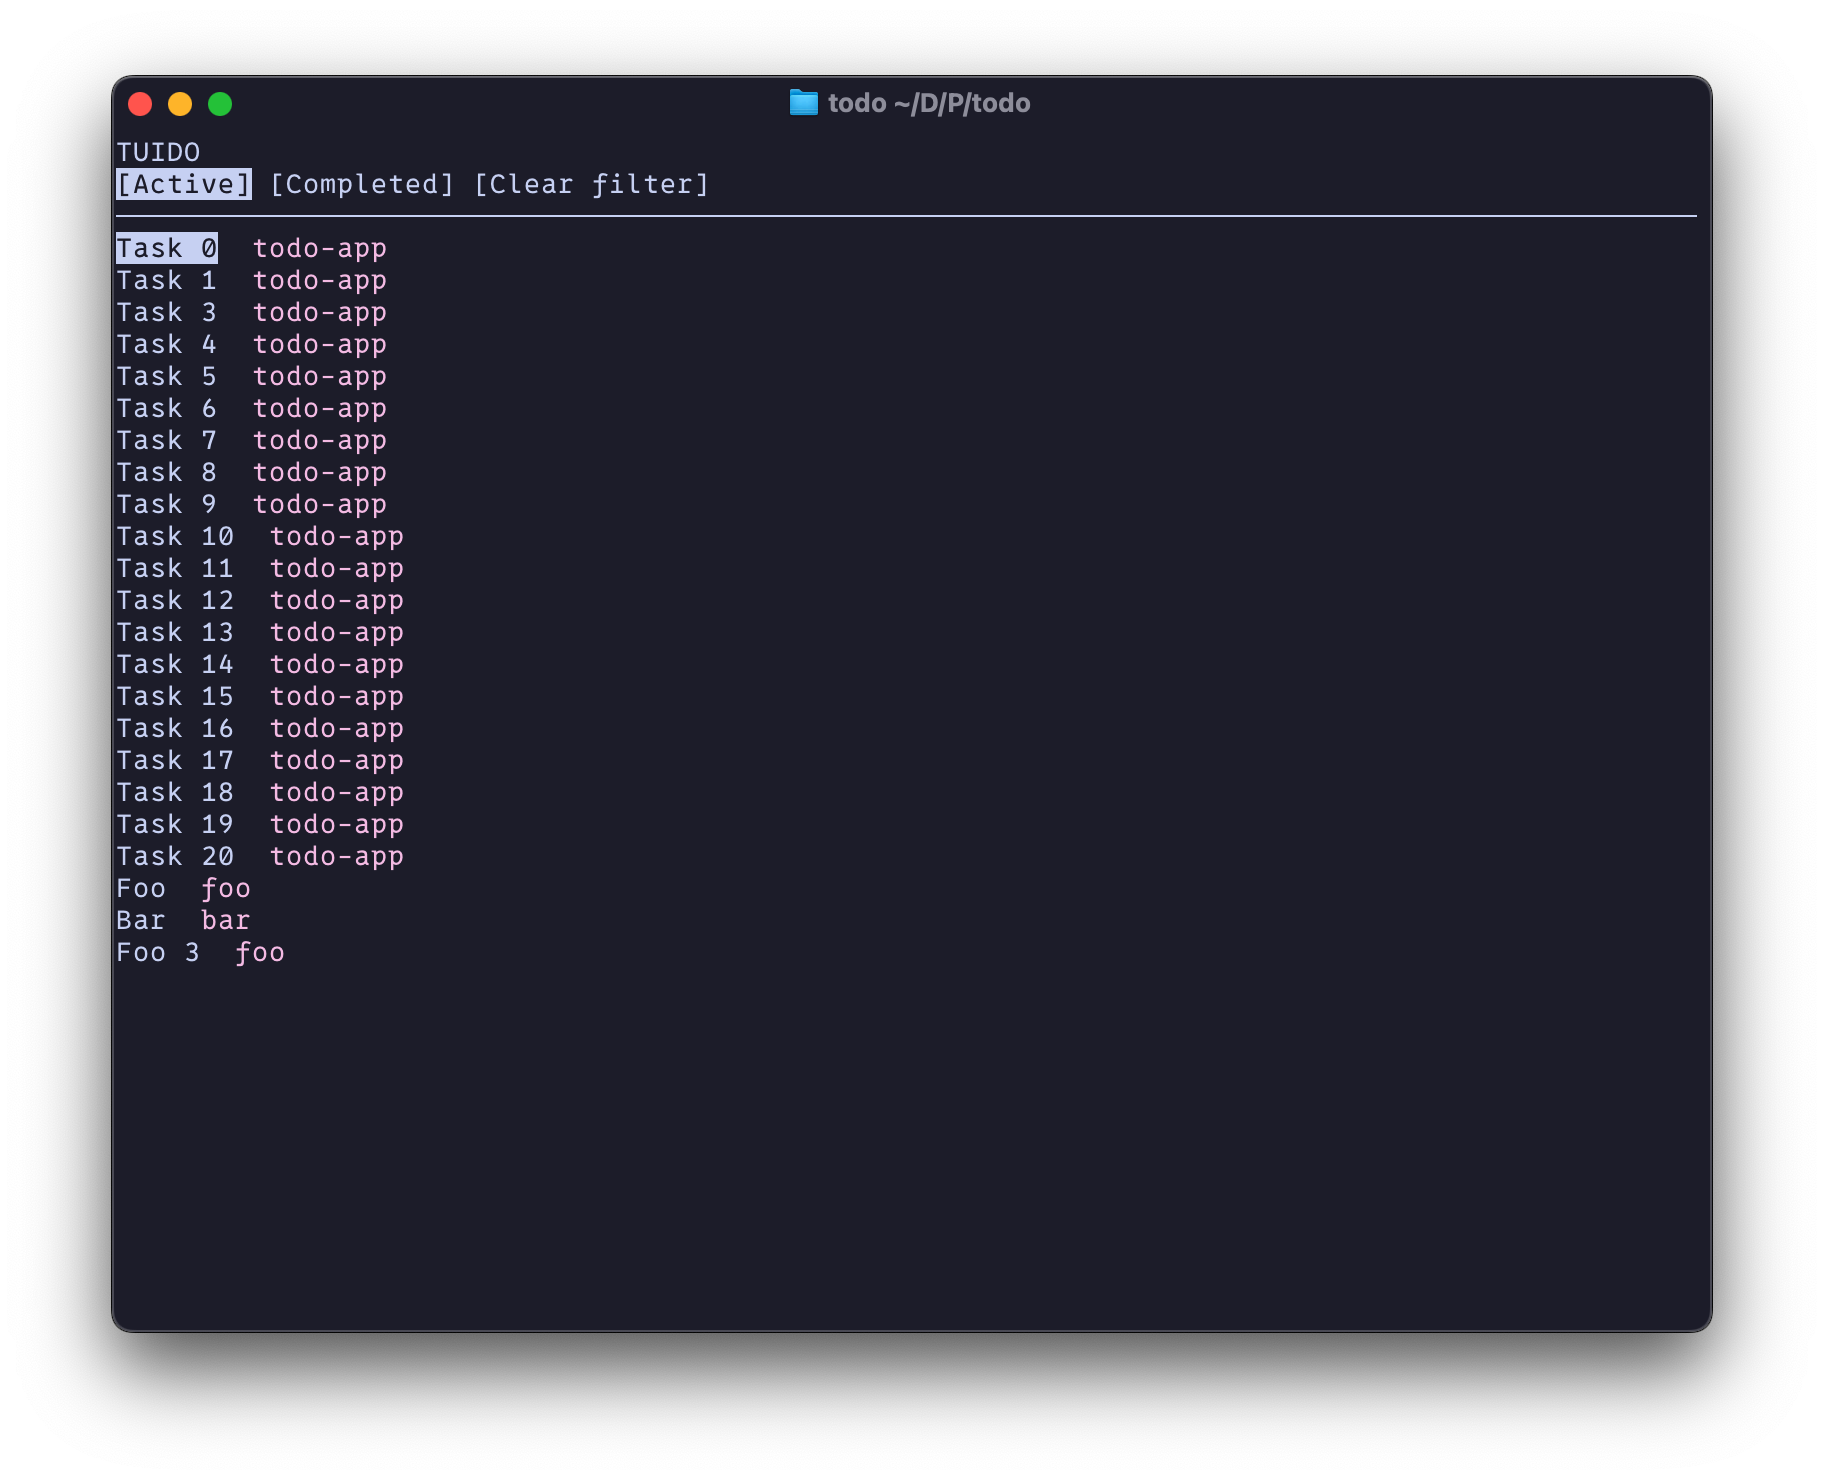 todo ~/D/P/todo
TUIDO
[Active] [Completed] [Clear filter]
Task 0  todo-app
Task 1  todo-app
Task 3  todo-app
Task 4  todo-app
Task 5  todo-app
Task 6  todo-app
Task 7  todo-app
Task 8  todo-app
Task 9  todo-app
Task 10  todo-app
Task 11  todo-app
Task 12  todo-app
Task 13  todo-app
Task 14  todo-app
Task 15  todo-app
Task 16  todo-app
Task 17  todo-app
Task 18  todo-app
Task 19  todo-app
Task 20  todo-app
Foo  foo
Bar  bar
Foo 3  foo